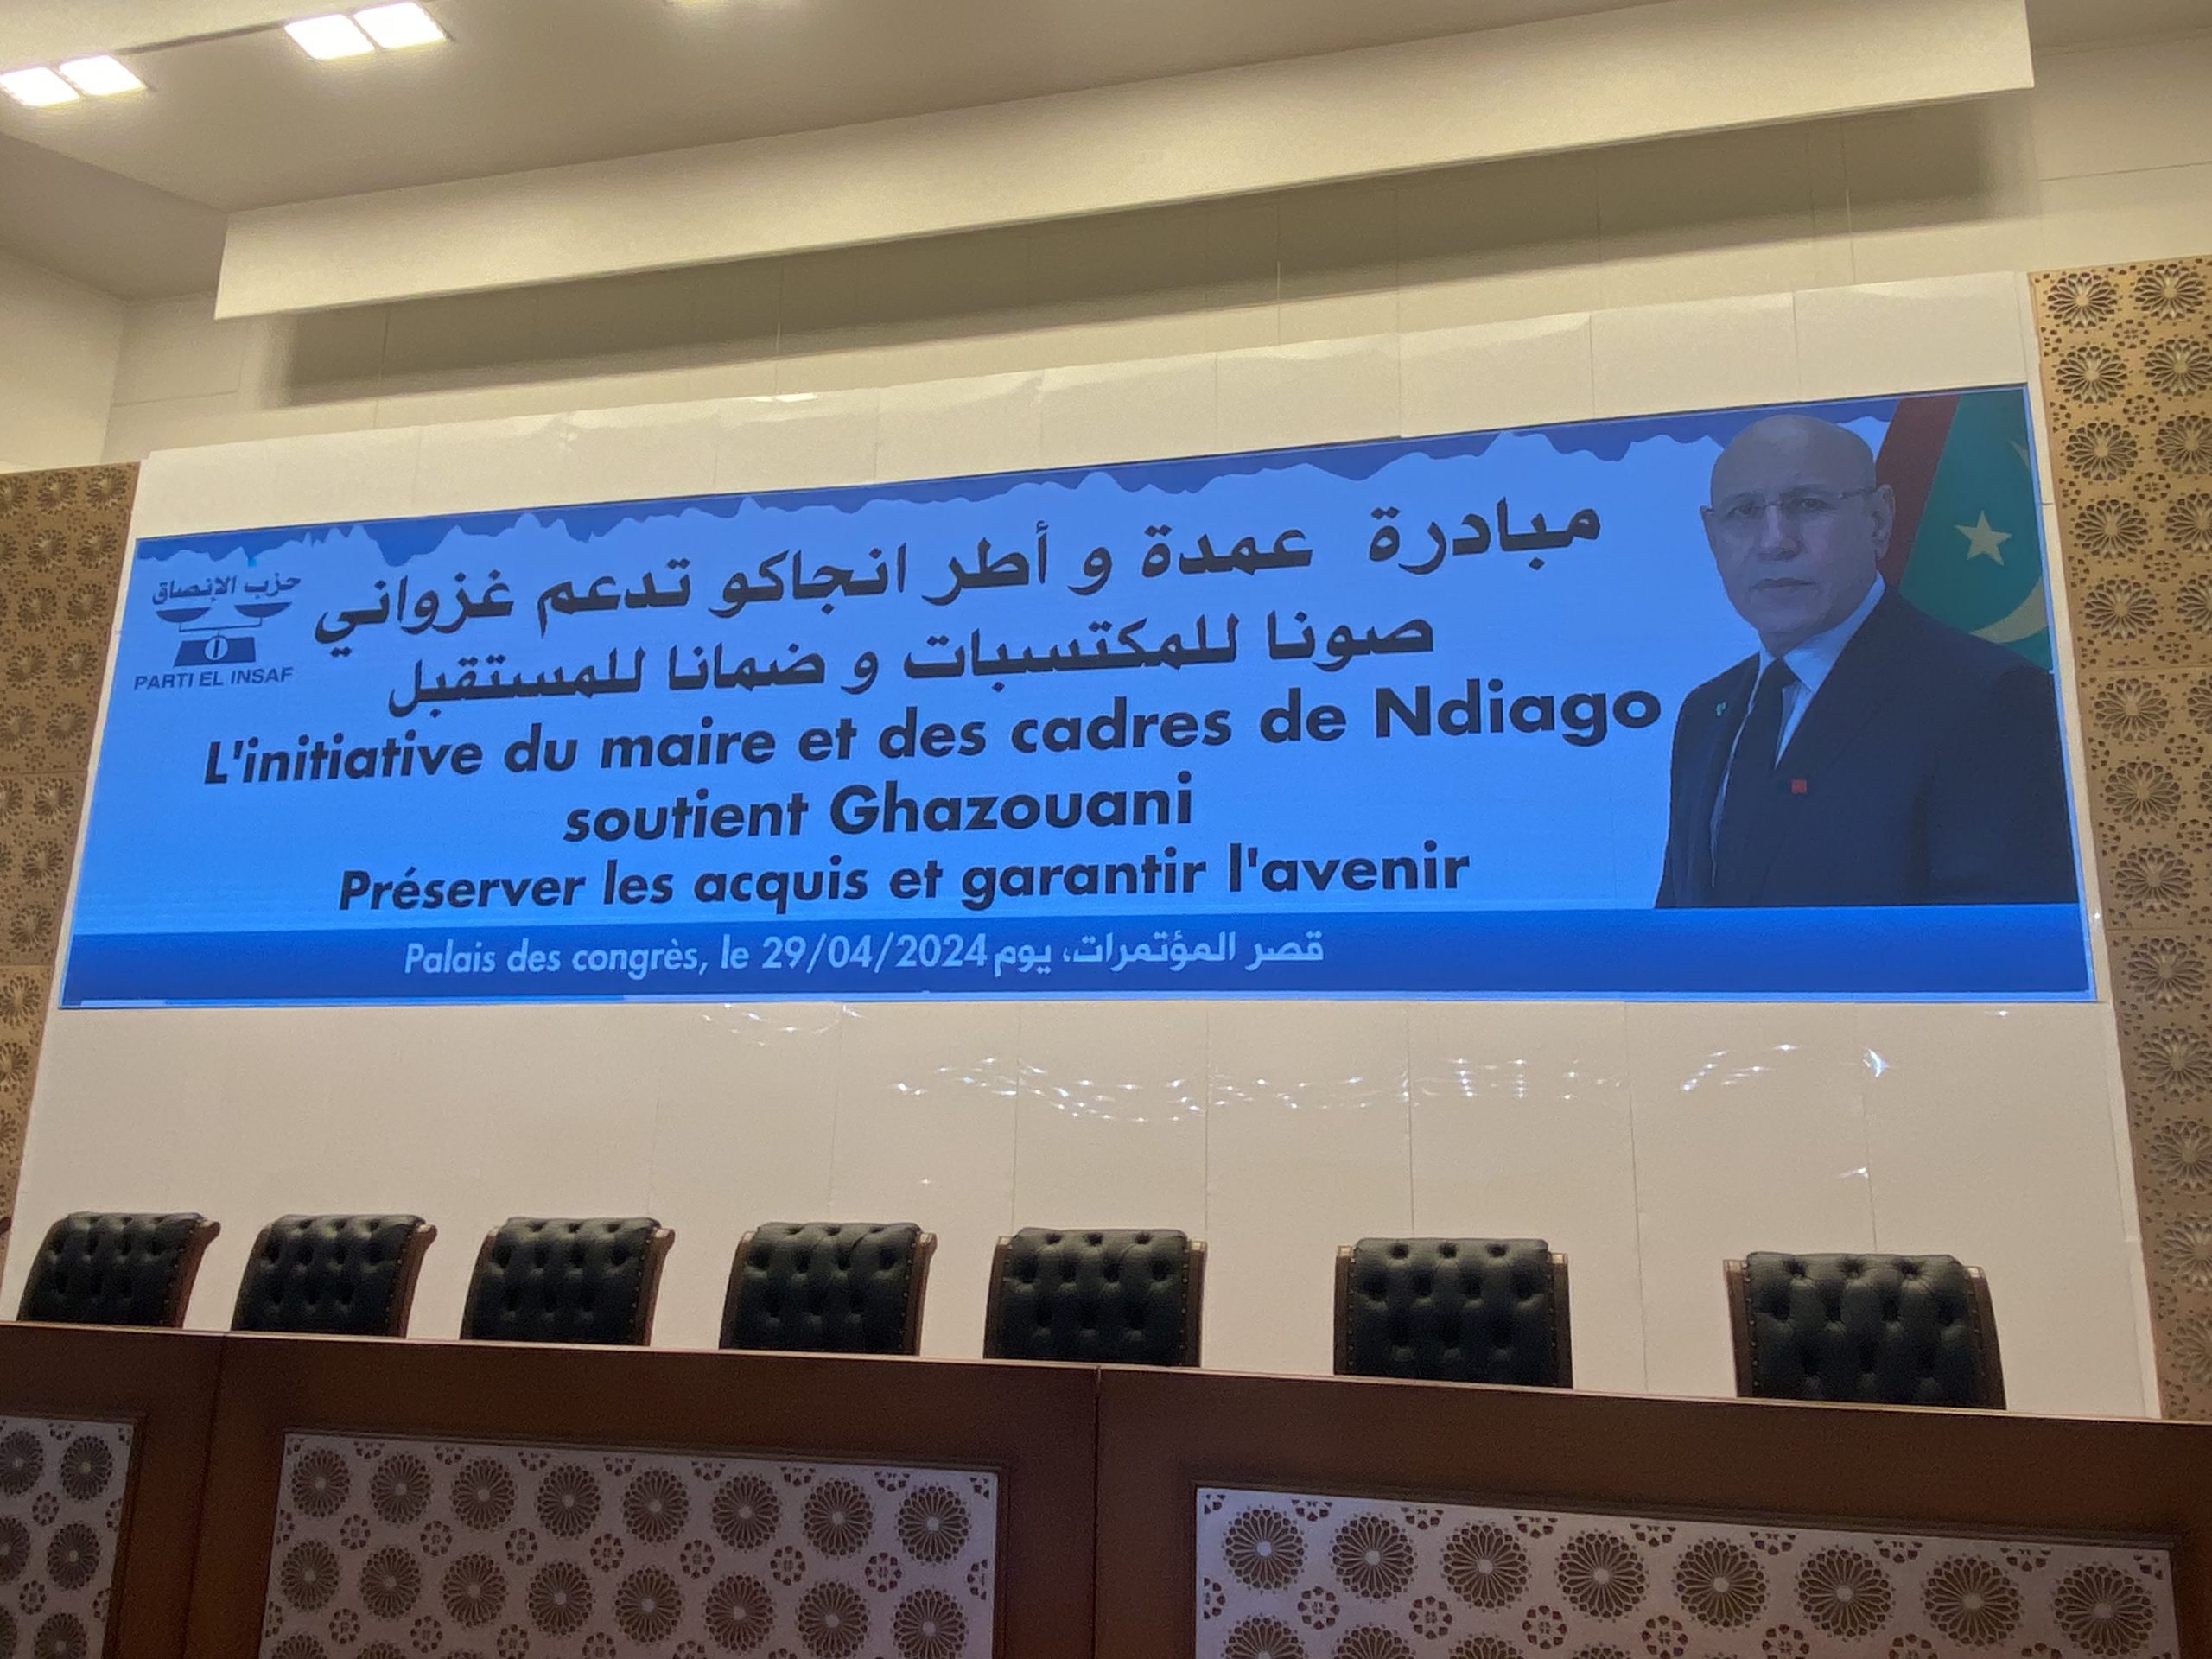 مبادرة عمدة و أطر انجاكو تدعم غزواني
صونا للمكتسبات و ضمانا للمستقبل
حزب الإنصاف
PARTI EL INSAF
L'initiative du maire et des cadres de Ndiago
soutient Ghazouani
Préserver les acquis et garantir l'avenir
Palais des congrès, le 29/04/2024 قصر المؤتمرات، يوم